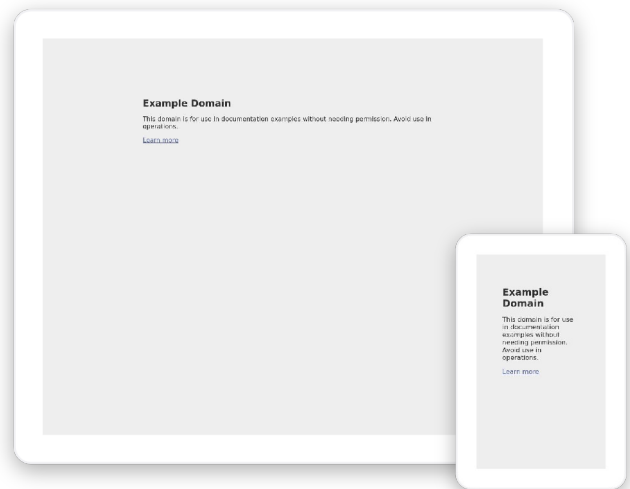 Example Domain
This domain is for use in documentation examples without needing permission. Avoid use in
operations.
Learn more
Example
Domain
This domain is for use
in documentation
examples without
needing permission.
Avoid use in
operations.
Learn more